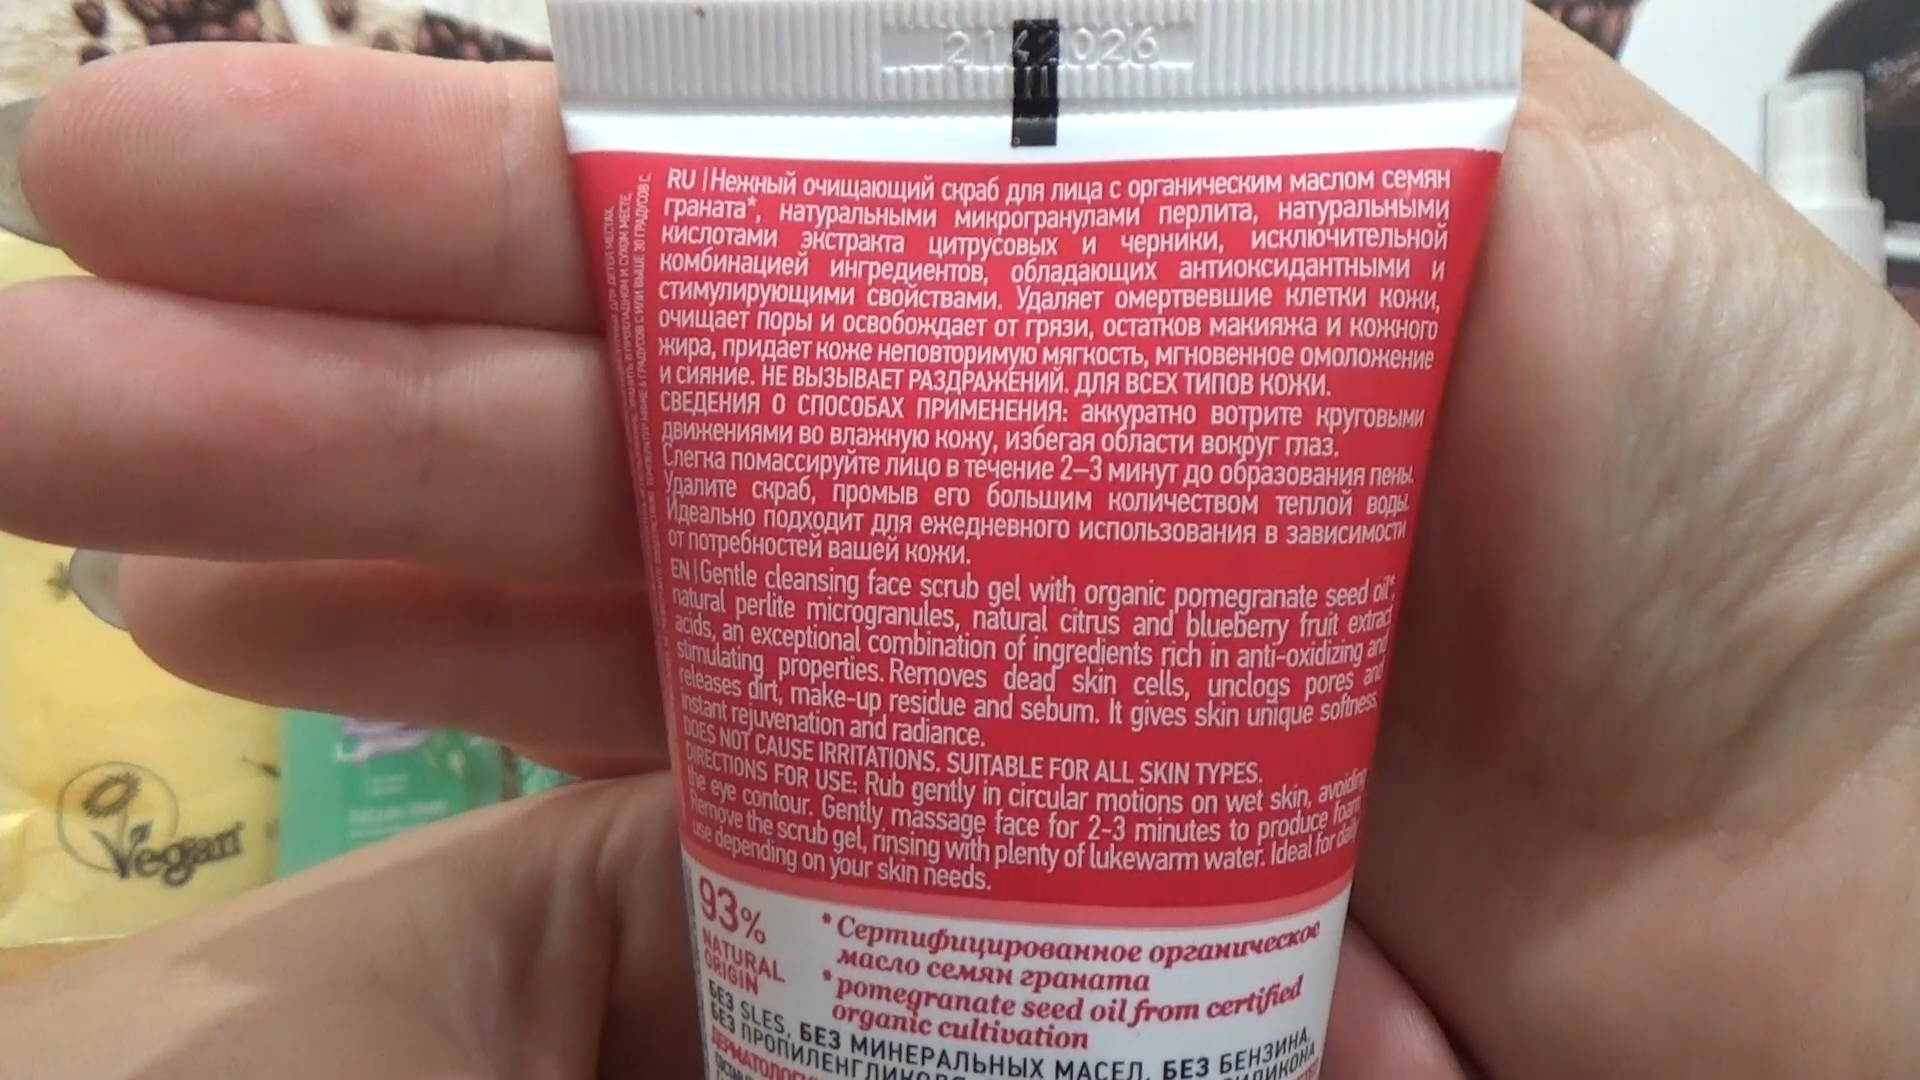 RU | Нежный очищающий скраб для лица с органическим маслом семян
граната*, натуральными микрогранулами перлита, натуральными
кислотами экстракта цитрусовых и черники, исключительной
комбинацией ингредиентов, обладающих антиоксидантными и
стимулирующими свойствами. Удаляет омертвевшие клетки кожи,
очищает поры и освобождает от грязи, остатков макияжа и кожного
жира, придает коже неповторимую мягкость, мгновенное омоложение
и сияние. НЕ ВЫЗЫВАЕТ РАЗДРАЖЕНИЙ. ДЛЯ ВСЕХ ТИПОВ КОЖИ.
СВЕДЕНИЯ О СПОСОБАХ ПРИМЕНЕНИЯ: аккуратно вотрите круговыми
движениями во влажную кожу, избегая области вокруг глаз.
Слегка помассируйте лицо в течение 2–3 минут до образования пены.
Удалите скраб, промыв его большим количеством теплой воды.
Идеально подходит для ежедневного использования в зависимости
от потребностей вашей кожи.
EN | Gentle cleansing face scrub gel with organic pomegranate seed oil*,
natural perlite microgranules, natural citrus and blueberry fruit extract
acids, an exceptional combination of ingredients rich in anti-oxidizing and
stimulating properties. Removes dead skin cells, unclogs pores and
releases dirt, make-up residue and sebum. It gives skin unique softness,
instant rejuvenation and radiance.
DOES NOT CAUSE IRRITATIONS. SUITABLE FOR ALL SKIN TYPES.
DIRECTIONS FOR USE: Rub gently in circular motions on wet skin, avoiding
the eye contour. Gently massage face for 2-3 minutes to produce foam.
Remove the scrub gel, rinsing with plenty of lukewarm water. Ideal for daily
use depending on your skin needs.
93%
NATURAL
ORIGIN
* Сертифицированное органическое
масло семян граната
* pomegranate seed oil from certified
organic cultivation
БЕЗ SLES, БЕЗ МИНЕРАЛЬНЫХ МАСЕЛ, БЕЗ БЕНЗИНА,
БЕЗ ПРОПИЛЕНГЛИКОЛЯ
Vegan